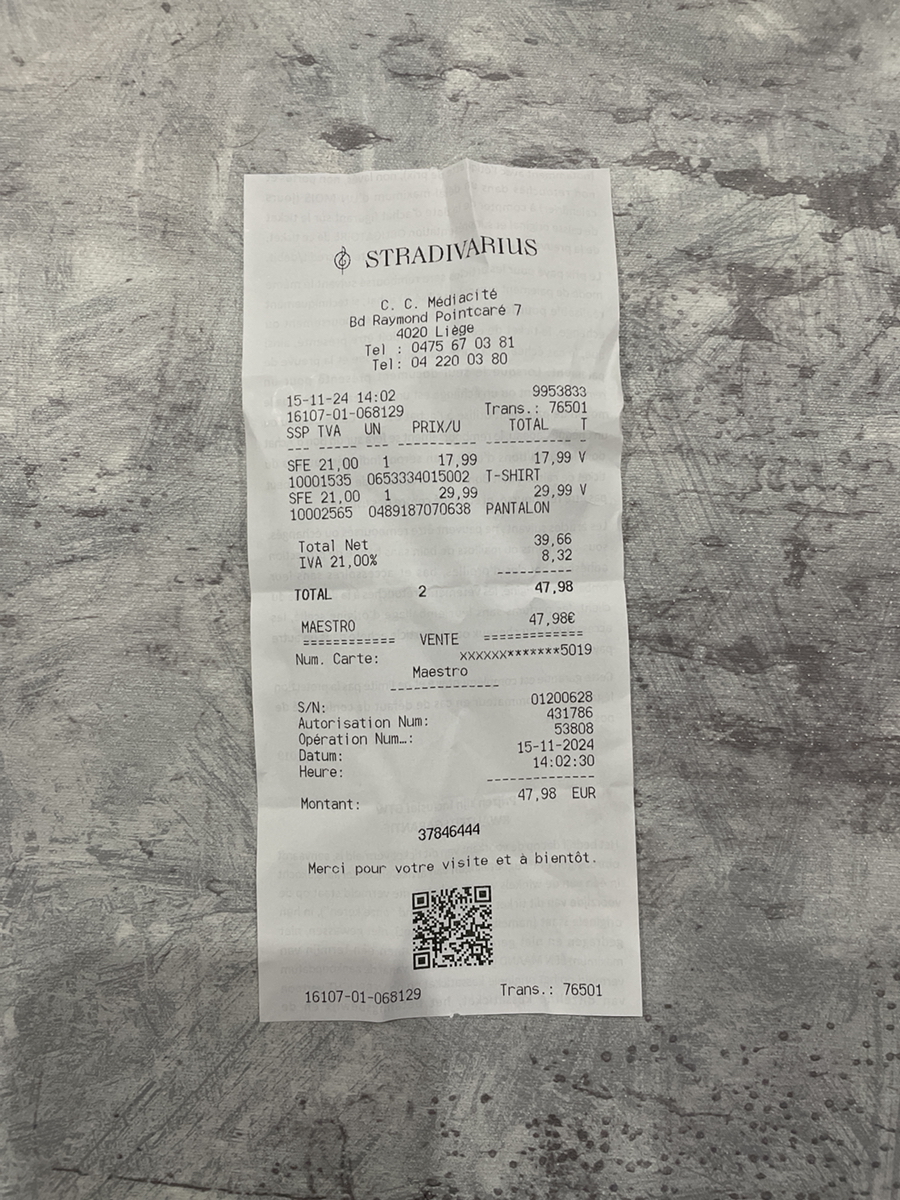 STRADIVARIUS
C. C. Médiacité
Bd Raymond Pointcaré 7
4020 Liège
Tel : 0475 67 03 81
Tel: 04 220 03 80
15-11-24 14:02 9953833
16107-01-068129 Trans.: 76501
SSP TVA UN PRIX/U TOTAL T
--- ----- --- ----------- ----------- -
SFE 21,00 1 17,99 17,99 V
10001535 0653334015002 T-SHIRT
SFE 21,00 1 29,99 29,99 V
10002565 0489187070638 PANTALON
Total Net 39,66
IVA 21,00% 8,32
----------
TOTAL 2 47,98
MAESTRO 47,98€
============ VENTE =============
Num. Carte: XXXXXX*******5019
Maestro
--------------
S/N: 01200628
Autorisation Num: 431786
Opération Num…: 53808
Datum: 15-11-2024
Heure: 14:02:30
--------------
Montant: 47,98 EUR
37846444
Merci pour votre visite et à bientôt.
16107-01-068129 Trans.: 76501